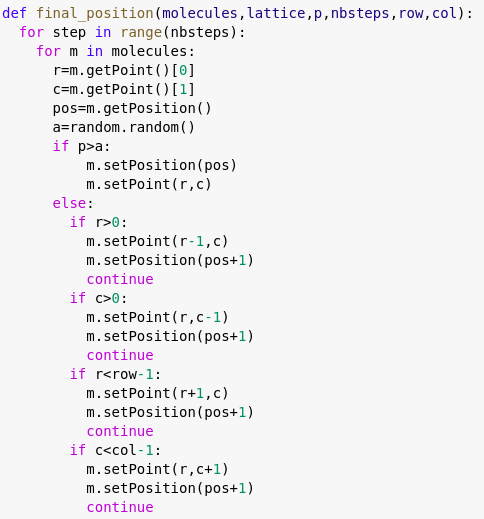 def final_position(molecules,lattice,p,nbsteps,row,col):
  for step in range(nbsteps):
    for m in molecules:
      r=m.getPoint()[0]
      c=m.getPoint()[1]
      pos=m.getPosition()
      a=random.random()
      if p>a:
          m.setPosition(pos)
          m.setPoint(r,c)
      else:
        if r>0:
          m.setPoint(r-1,c)
          m.setPosition(pos+1)
          continue
        if c>0:
          m.setPoint(r,c-1)
          m.setPosition(pos+1)
          continue
        if r<row-1:
          m.setPoint(r+1,c)
          m.setPosition(pos+1)
          continue
        if c<col-1:
          m.setPoint(r,c+1)
          m.setPosition(pos+1)
          continue